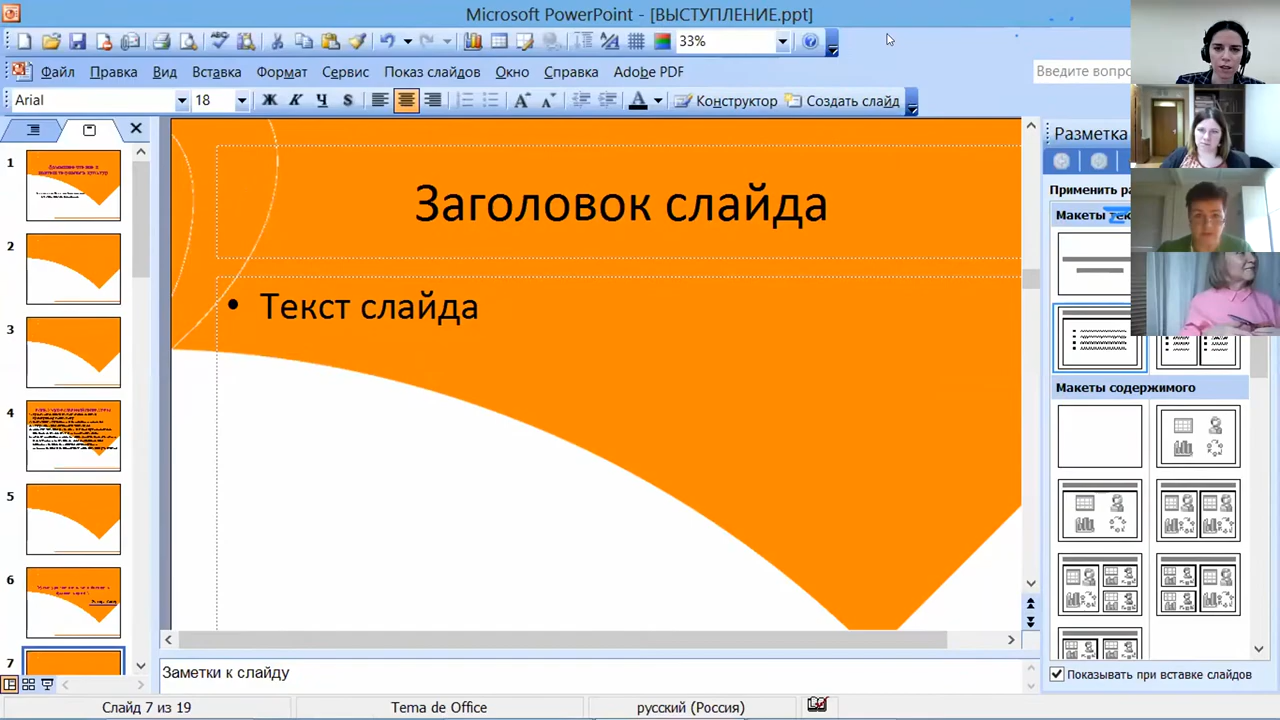 Microsoft PowerPoint - [ВЫСТУПЛЕНИЕ.ppt]
33%
Файл Правка Вид Вставка Формат Сервис Показ слайдов Окно Справка Adobe PDF
Введите вопро
Arial 18 Ж К Ч S Конструктор Создать слайд
Разметка
Применить ра
Макеты
Макеты содержимого
1
2
3
4
5
6
7
Заголовок слайда
• Текст слайда
Показывать при вставке слайдов
Заметки к слайду
Слайд 7 из 19 Tema de Office русский (Россия)